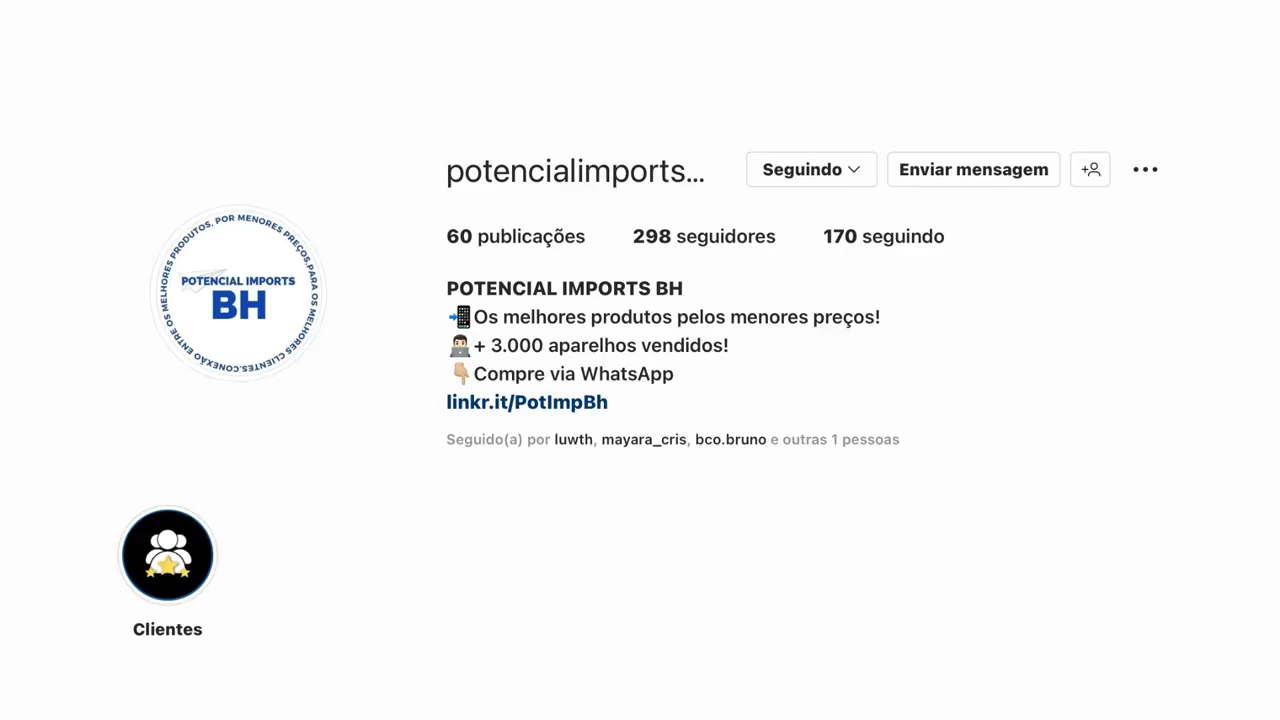 potencialimports...
Seguindo
Enviar mensagem
60 publicações
298 seguidores
170 seguindo
POTENCIAL IMPORTS BH
📲Os melhores produtos pelos menores preços!
👨🏻‍💻+ 3.000 aparelhos vendidos!
👇🏼Compre via WhatsApp
linkr.it/PotImpBh
Seguido(a) por luwth, mayara_cris, bco.bruno e outras 1 pessoas
CONEXÃO ENTRE OS MELHORES PRODUTOS, POR MENORES PREÇOS,PARA OS MELHORES CLIENTES.
POTENCIAL IMPORTS
BH
Clientes